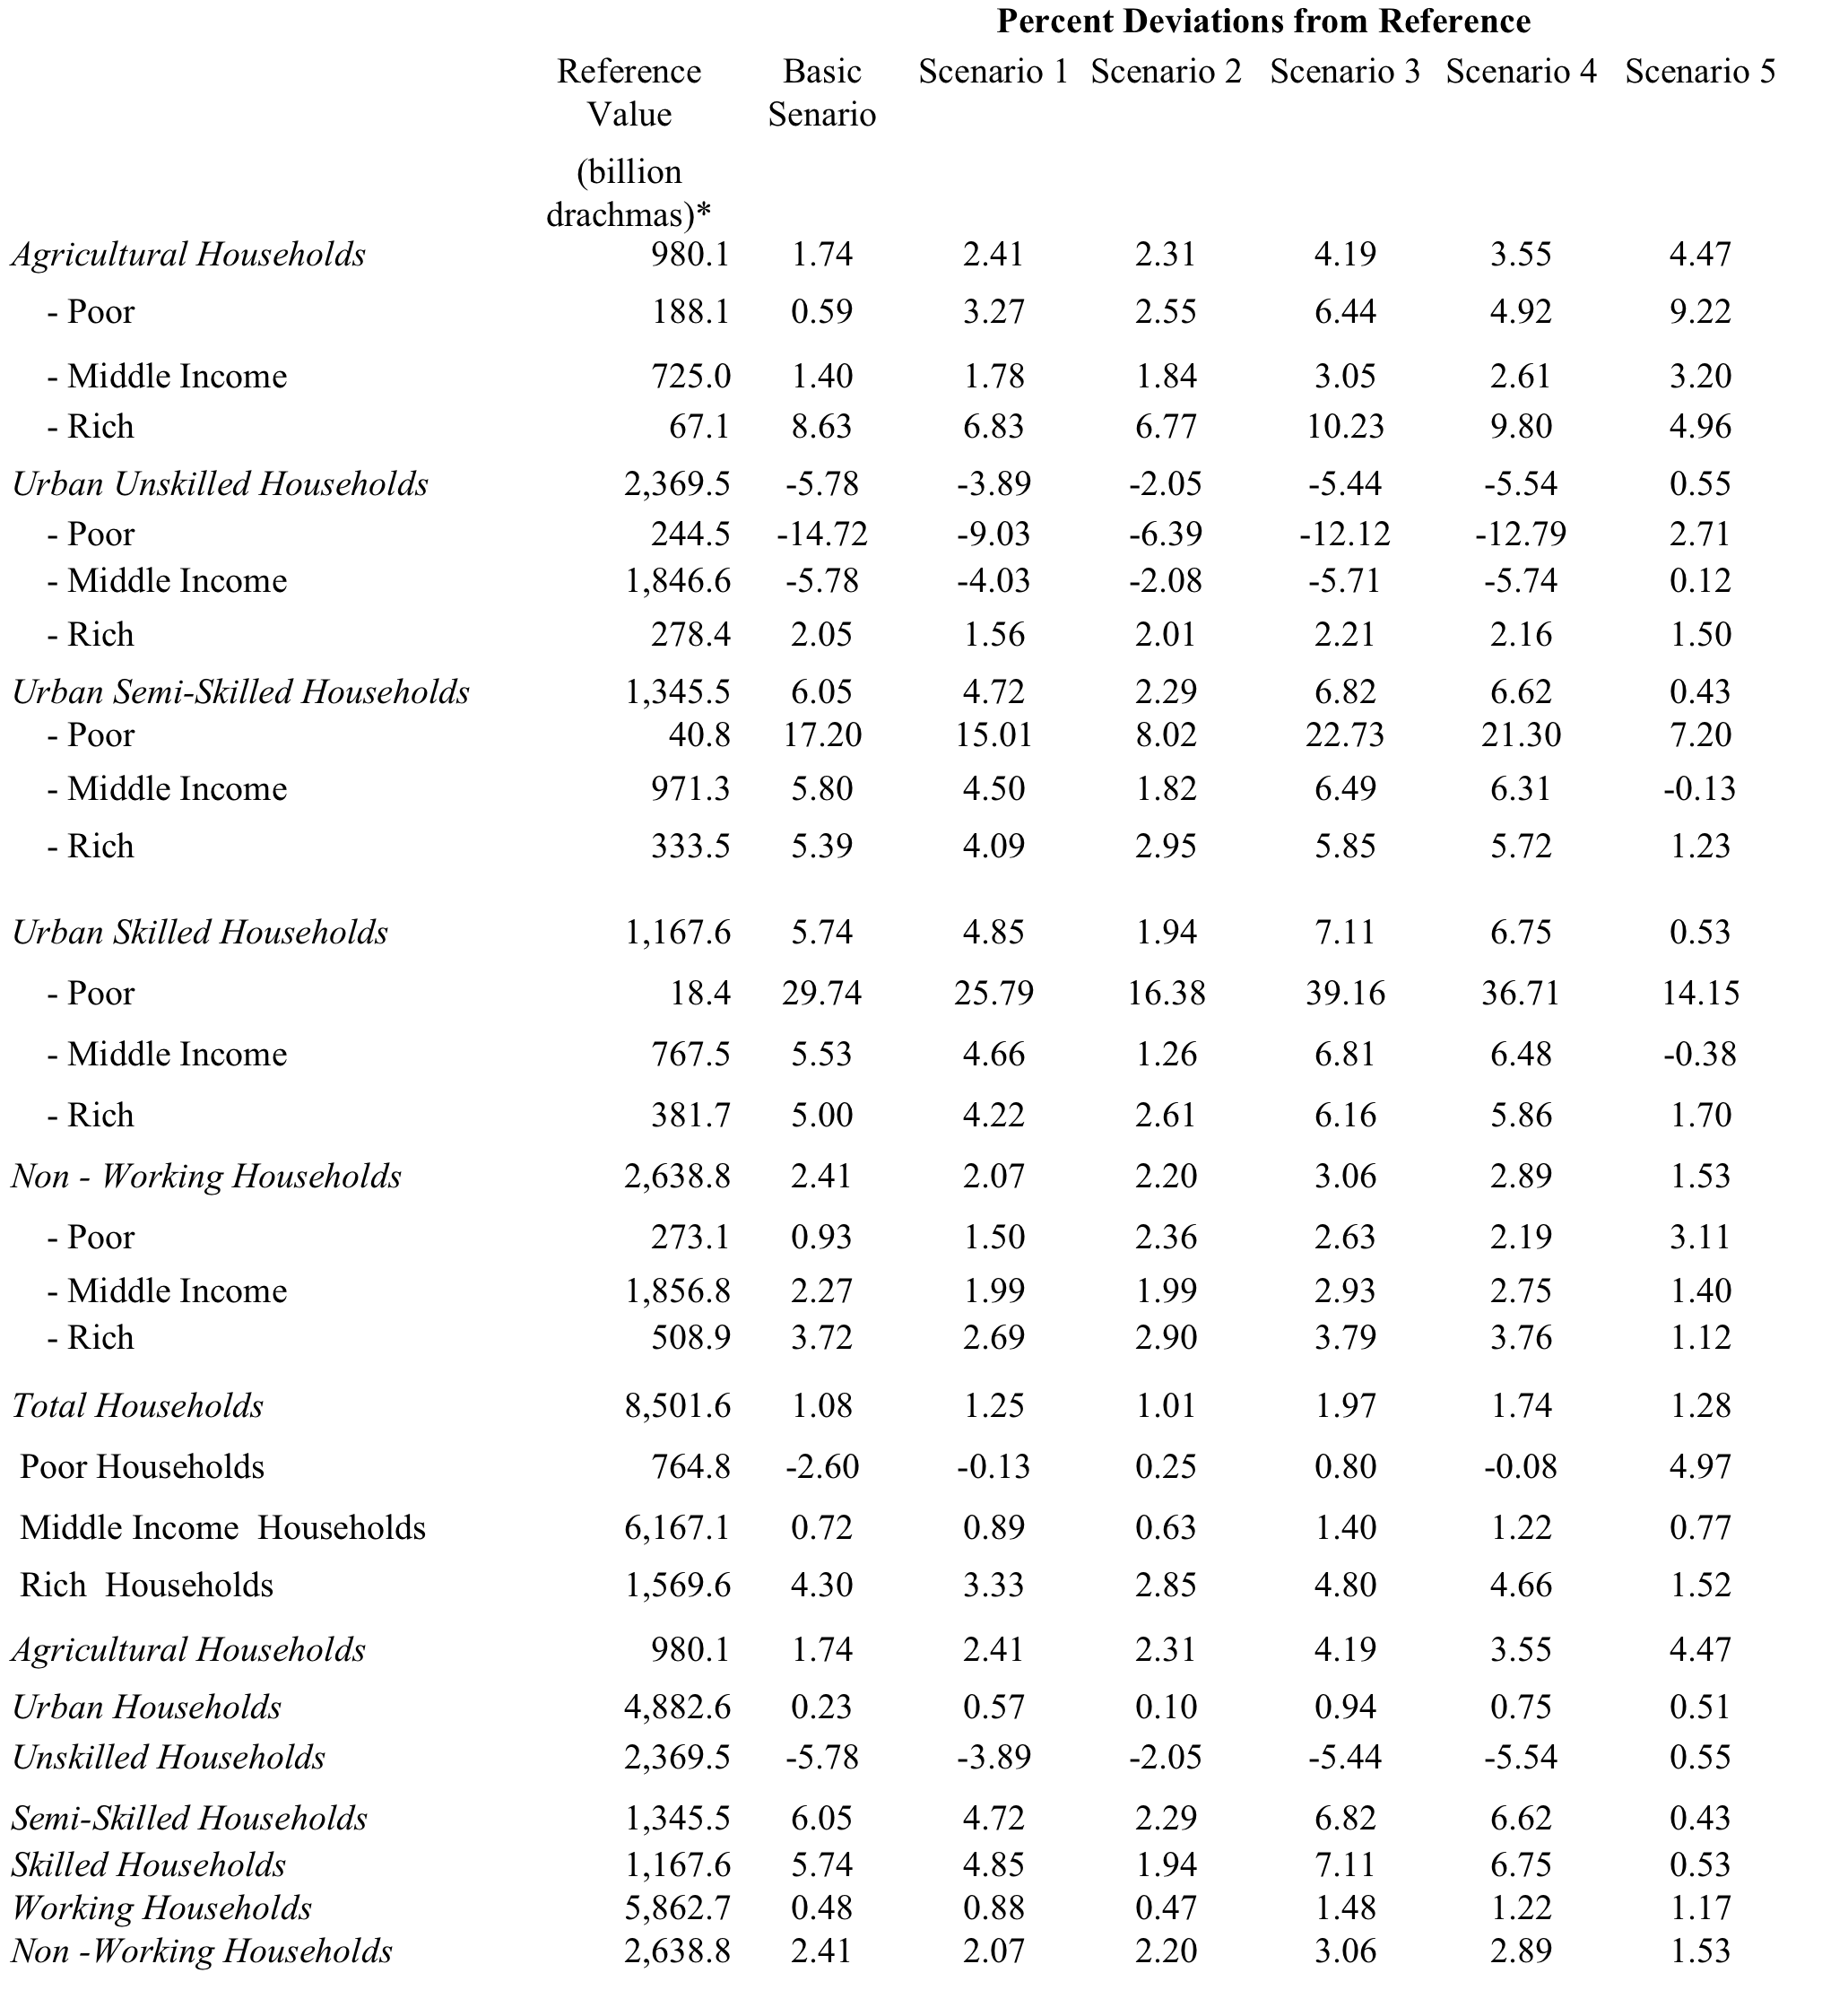 Percent Deviations from Reference
Reference Basic Scenario 1 Scenario 2 Scenario 3 Scenario 4 Scenario 5
Value Senario
(billion
drachmas)*
Agricultural Households 980.1 1.74 2.41 2.31 4.19 3.55 4.47
- Poor 188.1 0.59 3.27 2.55 6.44 4.92 9.22
- Middle Income 725.0 1.40 1.78 1.84 3.05 2.61 3.20
- Rich 67.1 8.63 6.83 6.77 10.23 9.80 4.96
Urban Unskilled Households 2,369.5 -5.78 -3.89 -2.05 -5.44 -5.54 0.55
- Poor 244.5 -14.72 -9.03 -6.39 -12.12 -12.79 2.71
- Middle Income 1,846.6 -5.78 -4.03 -2.08 -5.71 -5.74 0.12
- Rich 278.4 2.05 1.56 2.01 2.21 2.16 1.50
Urban Semi-Skilled Households 1,345.5 6.05 4.72 2.29 6.82 6.62 0.43
- Poor 40.8 17.20 15.01 8.02 22.73 21.30 7.20
- Middle Income 971.3 5.80 4.50 1.82 6.49 6.31 -0.13
- Rich 333.5 5.39 4.09 2.95 5.85 5.72 1.23
Urban Skilled Households 1,167.6 5.74 4.85 1.94 7.11 6.75 0.53
- Poor 18.4 29.74 25.79 16.38 39.16 36.71 14.15
- Middle Income 767.5 5.53 4.66 1.26 6.81 6.48 -0.38
- Rich 381.7 5.00 4.22 2.61 6.16 5.86 1.70
Non - Working Households 2,638.8 2.41 2.07 2.20 3.06 2.89 1.53
- Poor 273.1 0.93 1.50 2.36 2.63 2.19 3.11
- Middle Income 1,856.8 2.27 1.99 1.99 2.93 2.75 1.40
- Rich 508.9 3.72 2.69 2.90 3.79 3.76 1.12
Total Households 8,501.6 1.08 1.25 1.01 1.97 1.74 1.28
Poor Households 764.8 -2.60 -0.13 0.25 0.80 -0.08 4.97
Middle Income  Households 6,167.1 0.72 0.89 0.63 1.40 1.22 0.77
Rich  Households 1,569.6 4.30 3.33 2.85 4.80 4.66 1.52
Agricultural Households 980.1 1.74 2.41 2.31 4.19 3.55 4.47
Urban Households 4,882.6 0.23 0.57 0.10 0.94 0.75 0.51
Unskilled Households 2,369.5 -5.78 -3.89 -2.05 -5.44 -5.54 0.55
Semi-Skilled Households 1,345.5 6.05 4.72 2.29 6.82 6.62 0.43
Skilled Households 1,167.6 5.74 4.85 1.94 7.11 6.75 0.53
Working Households 5,862.7 0.48 0.88 0.47 1.48 1.22 1.17
Non -Working Households 2,638.8 2.41 2.07 2.20 3.06 2.89 1.53